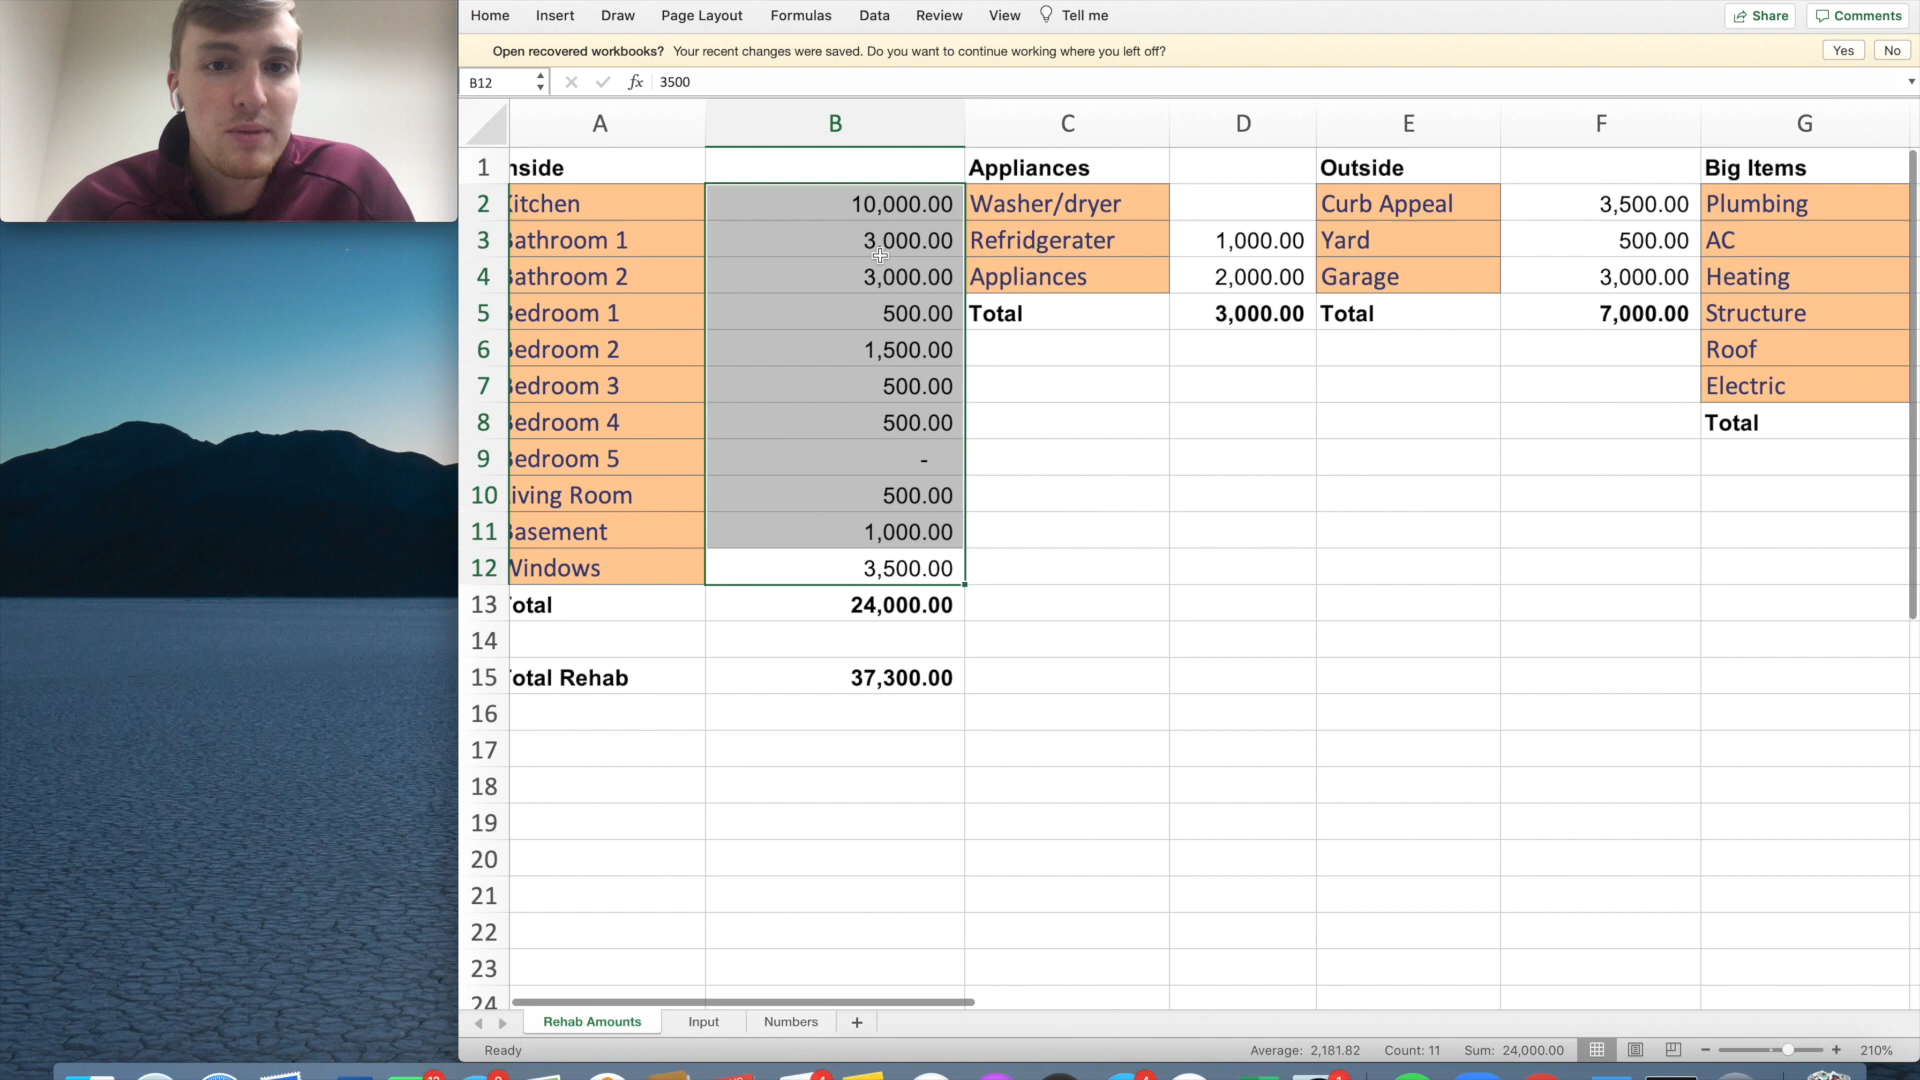 Home Insert Draw Page Layout Formulas Data Review View Tell me Share Comments
Open recovered workbooks? Your recent changes were saved. Do you want to continue working where you left off? Yes No
B12 fx 3500
A B C D E F G
1 nside Appliances Outside Big Items
2 Kitchen 10,000.00 Washer/dryer Curb Appeal 3,500.00 Plumbing
3 Bathroom 1 3,000.00 Refridgerater 1,000.00 Yard 500.00 AC
4 Bathroom 2 3,000.00 Appliances 2,000.00 Garage 3,000.00 Heating
5 Bedroom 1 500.00 Total 3,000.00 Total 7,000.00 Structure
6 Bedroom 2 1,500.00 Roof
7 Bedroom 3 500.00 Electric
8 Bedroom 4 500.00 Total
9 Bedroom 5 -
10 iving Room 500.00
11 Basement 1,000.00
12 Windows 3,500.00
13 Total 24,000.00
14
15 Total Rehab 37,300.00
16
17
18
19
20
21
22
23
24
Rehab Amounts Input Numbers +
Ready Average: 2,181.82 Count: 11 Sum: 24,000.00 210%